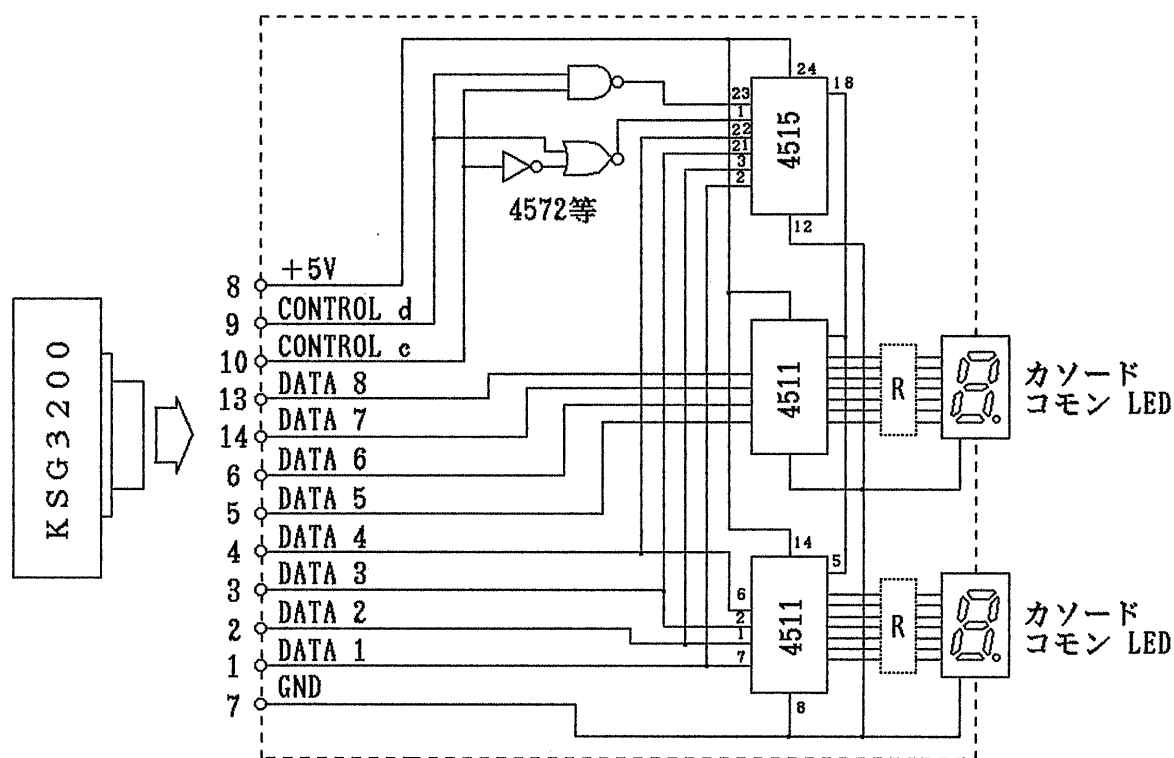 24
18
23
1
22
21
3
2
4515
12
4572等
8 +5V
9 CONTROL d
10 CONTROL c
13 DATA 8
14 DATA 7
6 DATA 6
5 DATA 5
4 DATA 4
3 DATA 3
2 DATA 2
1 DATA 1
7 GND
KSG3200
4511
R
カソード
コモン LED
14
5
6
2
1
7
4511
8
R
カソード
コモン LED